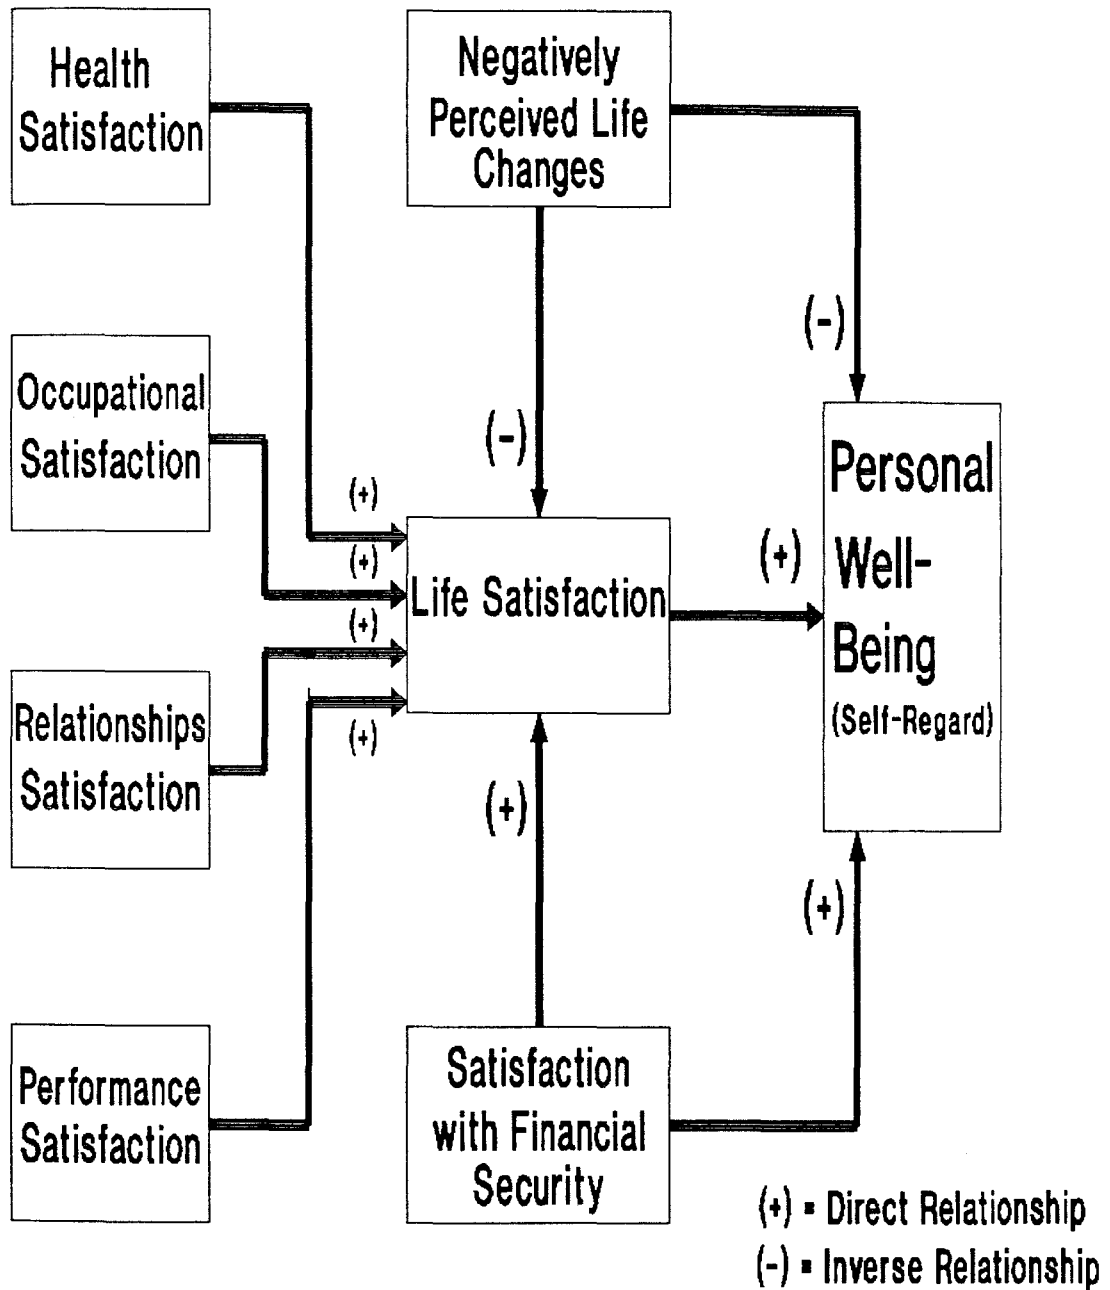 Health
Satisfaction
Negatively
Perceived Life
Changes
(-)
Occupational
Satisfaction
(-)
(+)
(+)
(+)
(+)
Life Satisfaction
(+)
Personal
Well-
Being
(Self-Regard)
Relationships
Satisfaction
(+)
(+)
Performance
Satisfaction
Satisfaction
with Financial
Security
(+) = Direct Relationship
(-) = Inverse Relationship